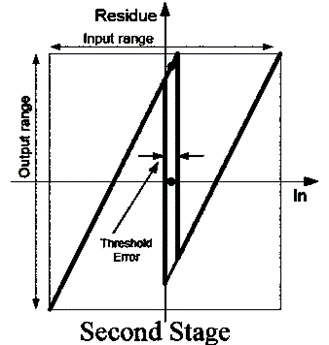 Residue
Input range
Output range
In
Threshold
Error
Second Stage